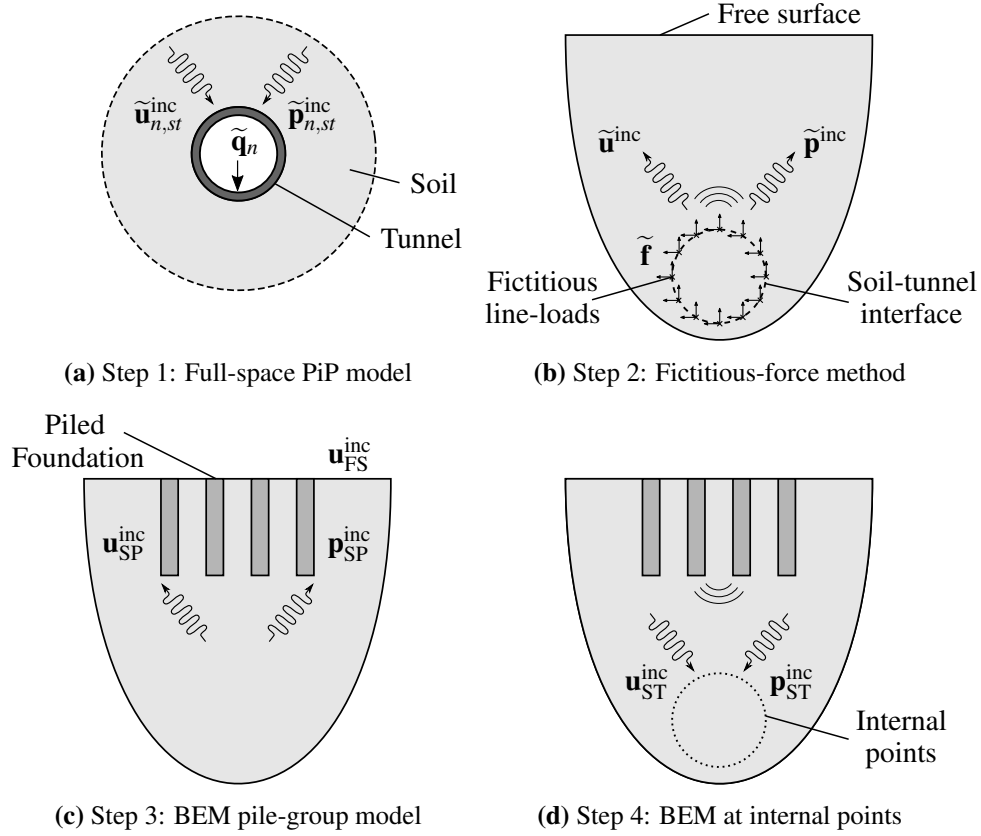 ũ^inc_n,st
p̃^inc_n,st
q̃_n
Soil
Tunnel
(a) Step 1: Full-space PiP model
Free surface
ũ^inc
p̃^inc
f̃
Fictitious
line-loads
Soil-tunnel
interface
(b) Step 2: Fictitious-force method
Piled
Foundation
u^inc_FS
u^inc_SP
p^inc_SP
(c) Step 3: BEM pile-group model
u^inc_ST
p^inc_ST
Internal
points
(d) Step 4: BEM at internal points